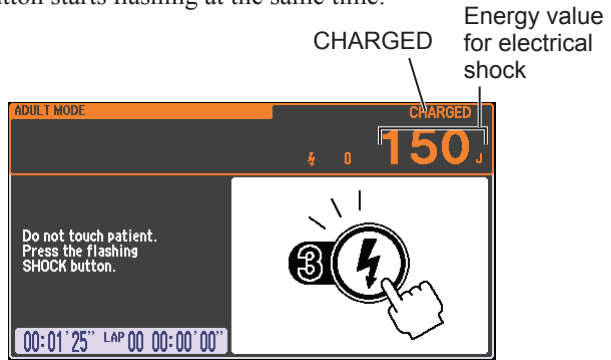 tton starts flashing at the same time.
CHARGED
Energy value
for electrical
shock
ADULT MODE
CHARGED
0 150 J
Do not touch patient.
Press the flashing
SHOCK button.
3
00:01'25" LAP 00 00:00'00"